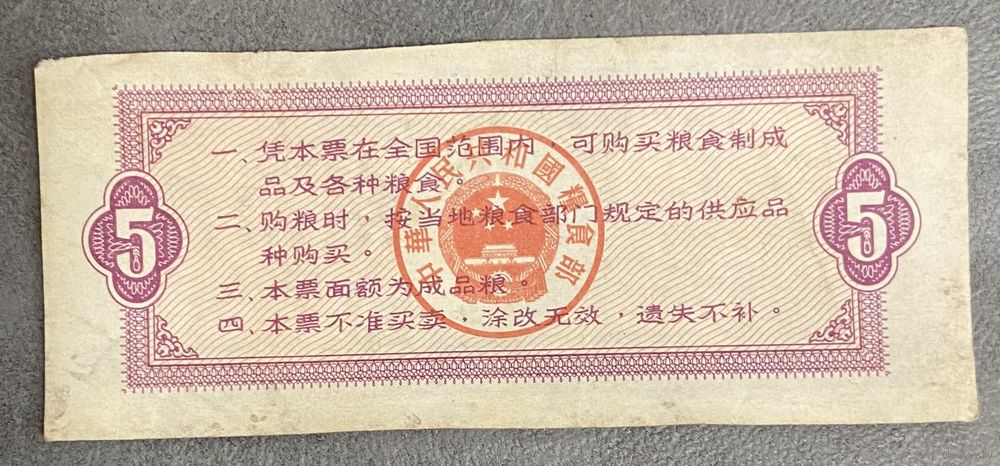 一、凭本票在全国范围内，可购买粮食制成
品及各种粮食。
二、购粮时，按当地粮食部门规定的供应品
种购买。
三、本票面额为成品粮。
四、本票不准买卖，涂改无效，遗失不补。
5
5
中華人民共和國粮食部